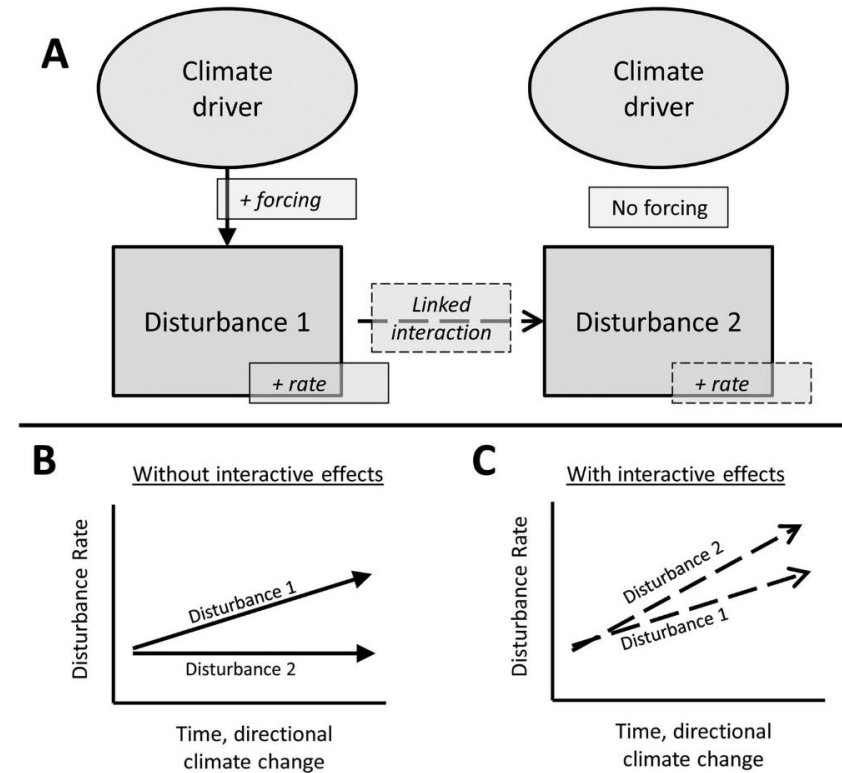 A
Climate
driver
Climate
driver
+ forcing
No forcing
Disturbance 1
Linked
interaction
Disturbance 2
+ rate
+ rate
B
Without interactive effects
Disturbance Rate
Disturbance 1
Disturbance 2
Time, directional
climate change
C
With interactive effects
Disturbance Rate
Disturbance 2
Disturbance 1
Time, directional
climate change